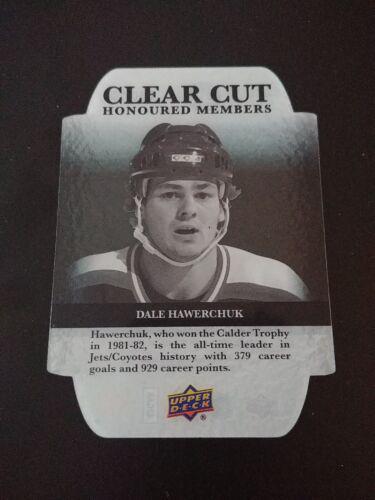 CLEAR CUT
HONOURED MEMBERS
CCM
DALE HAWERCHUK
Hawerchuk, who won the Calder Trophy
in 1981-82, is the all-time leader in
Jets/Coyotes history with 379 career
goals and 929 career points.
UPPER
D·E·C·K
®